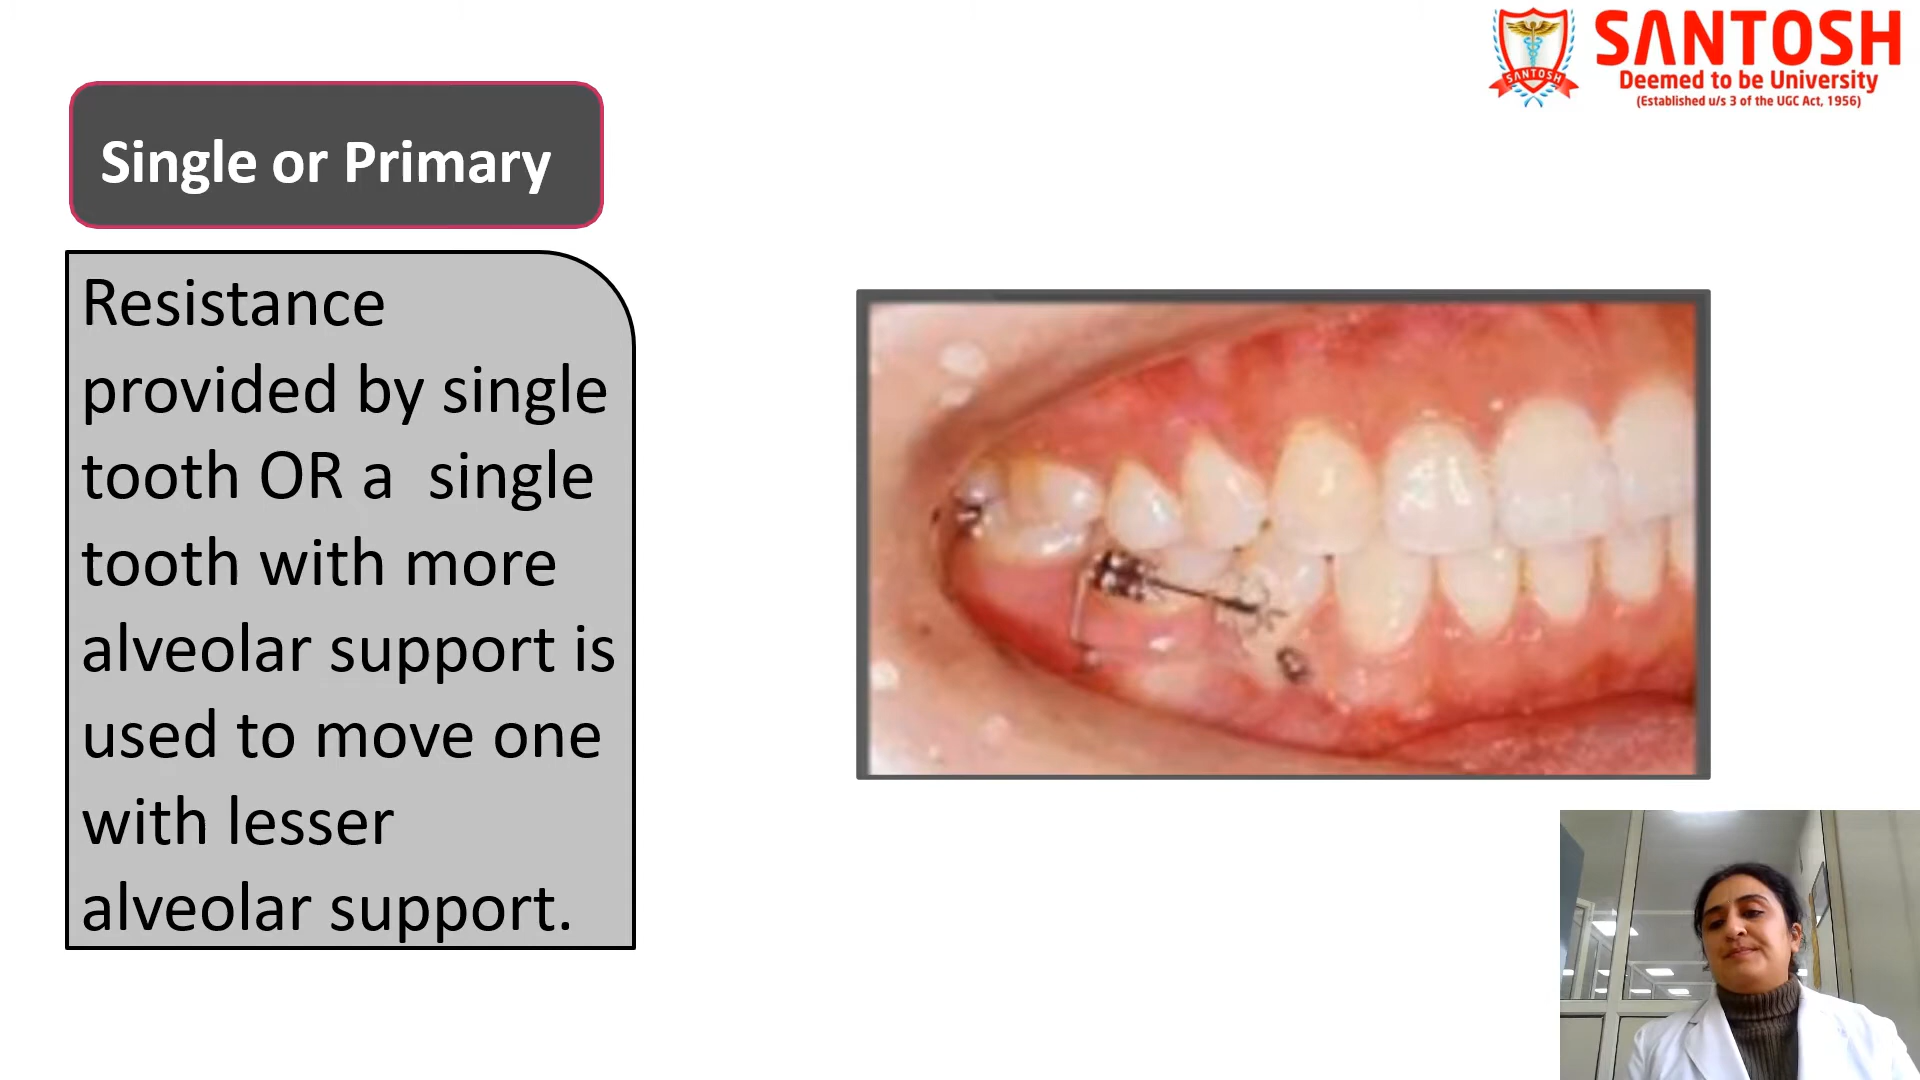 SANTOSH
Deemed to be University
(Established u/s 3 of the UGC Act, 1956)
SANTOSH
Single or Primary
Resistance
provided by single
tooth OR a  single
tooth with more
alveolar support is
used to move one
with lesser
alveolar support.